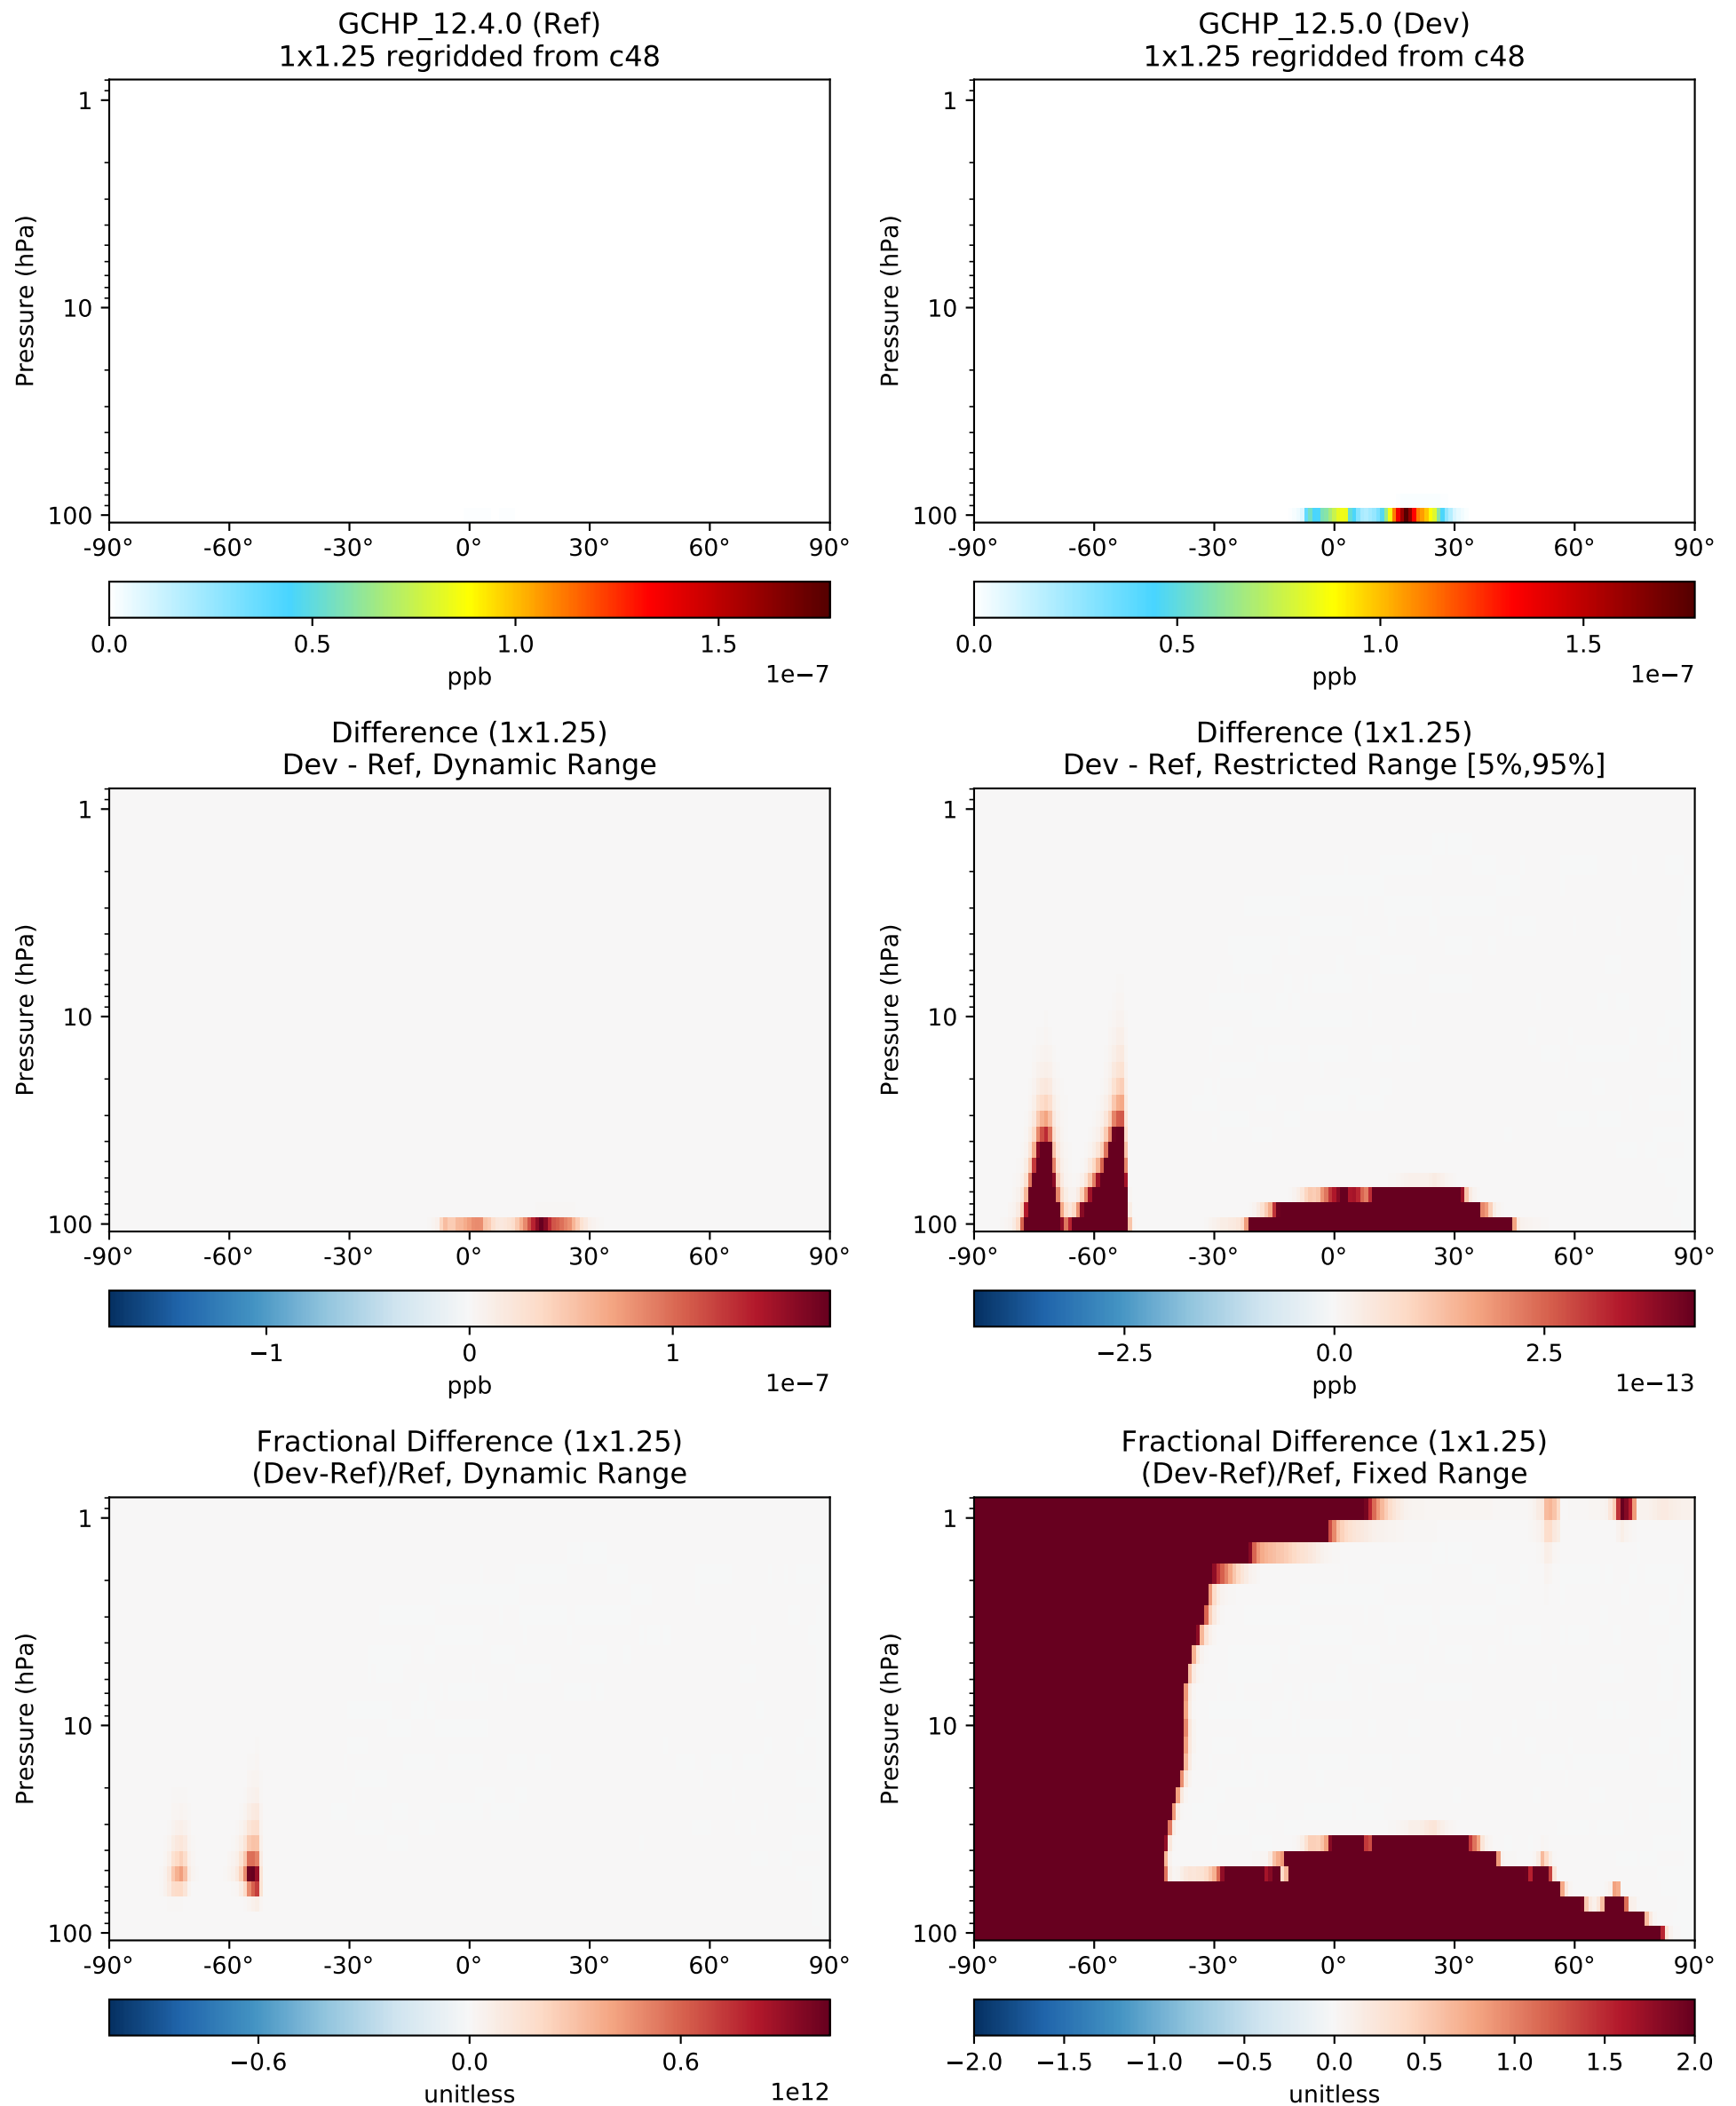 GCHP_12.4.0 (Ref)
1x1.25 regridded from c48
Pressure (hPa)
1
10
100
-90° -60° -30° 0° 30° 60° 90°
0.0 0.5 1.0 1.5
1e−7
ppb
GCHP_12.5.0 (Dev)
1x1.25 regridded from c48
Pressure (hPa)
1
10
100
-90° -60° -30° 0° 30° 60° 90°
0.0 0.5 1.0 1.5
1e−7
ppb
Difference (1x1.25)
Dev - Ref, Dynamic Range
Pressure (hPa)
1
10
100
-90° -60° -30° 0° 30° 60° 90°
−1 0 1
1e−7
ppb
Difference (1x1.25)
Dev - Ref, Restricted Range [5%,95%]
Pressure (hPa)
1
10
100
-90° -60° -30° 0° 30° 60° 90°
−2.5 0.0 2.5
1e−13
ppb
Fractional Difference (1x1.25)
(Dev-Ref)/Ref, Dynamic Range
Pressure (hPa)
1
10
100
-90° -60° -30° 0° 30° 60° 90°
−0.6 0.0 0.6
1e12
unitless
Fractional Difference (1x1.25)
(Dev-Ref)/Ref, Fixed Range
Pressure (hPa)
1
10
100
-90° -60° -30° 0° 30° 60° 90°
−2.0 −1.5 −1.0 −0.5 0.0 0.5 1.0 1.5 2.0
unitless